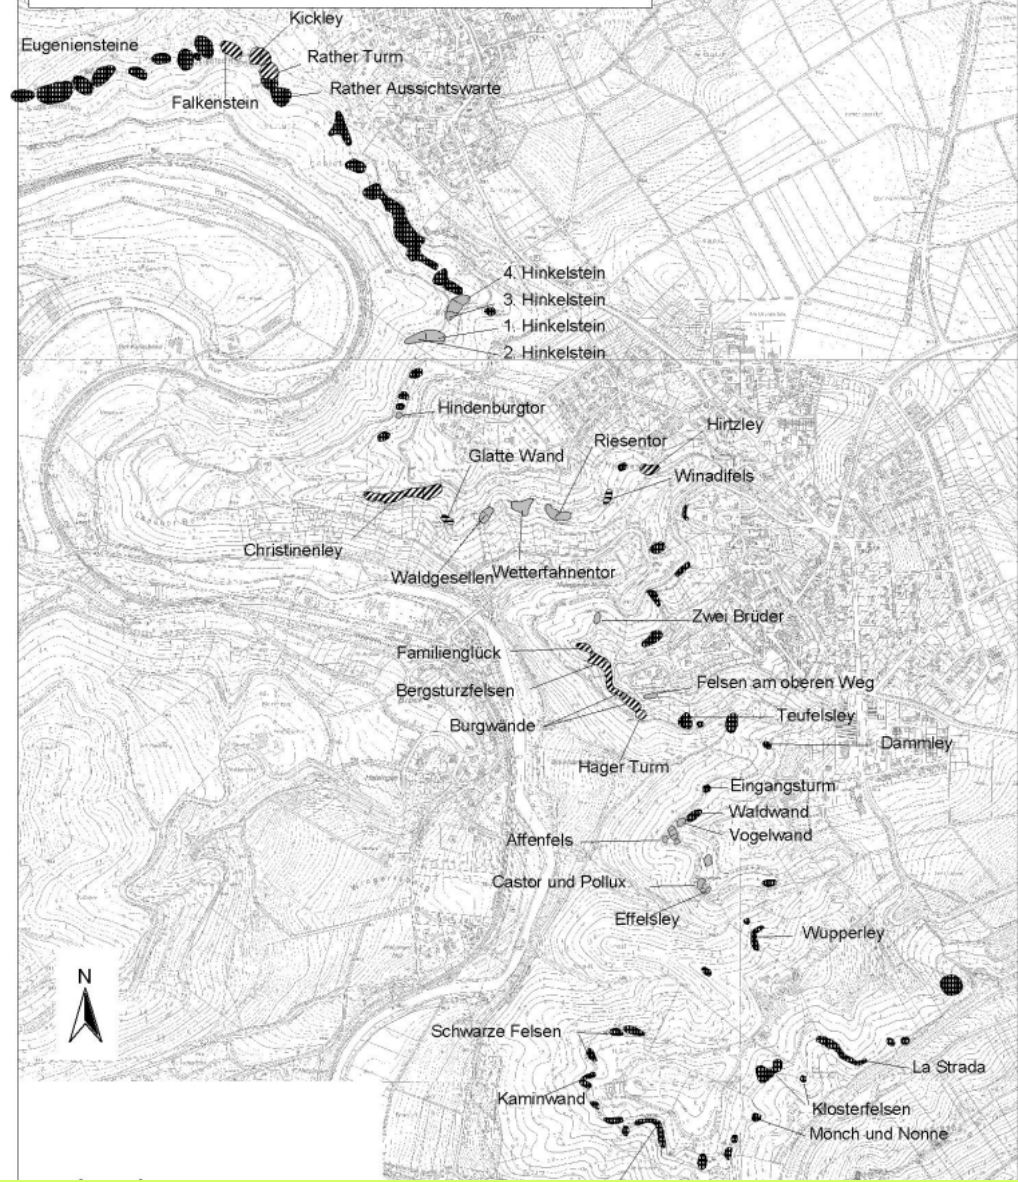 Kickley
Eugeniensteine
Rather Turm
Rather Aussichtswarte
Falkenstein
4. Hinkelstein
3. Hinkelstein
1. Hinkelstein
2. Hinkelstein
Hindenburgtor
Hirtzley
Riesentor
Glatte Wand
Winadifels
Christinenley
Waldgesellen
Wetterfahnentor
Zwei Brüder
Familienglück
Felsen am oberen Weg
Bergsturzfelsen
Teufelsley
Burgwände
Dammley
Hager Turm
Eingangsturm
Waldwand
Vogelwand
Affenfels
Castor und Pollux
Effelsley
Wupperley
N
Schwarze Felsen
La Strada
Kaminwand
Klosterfelsen
Mönch und Nonne